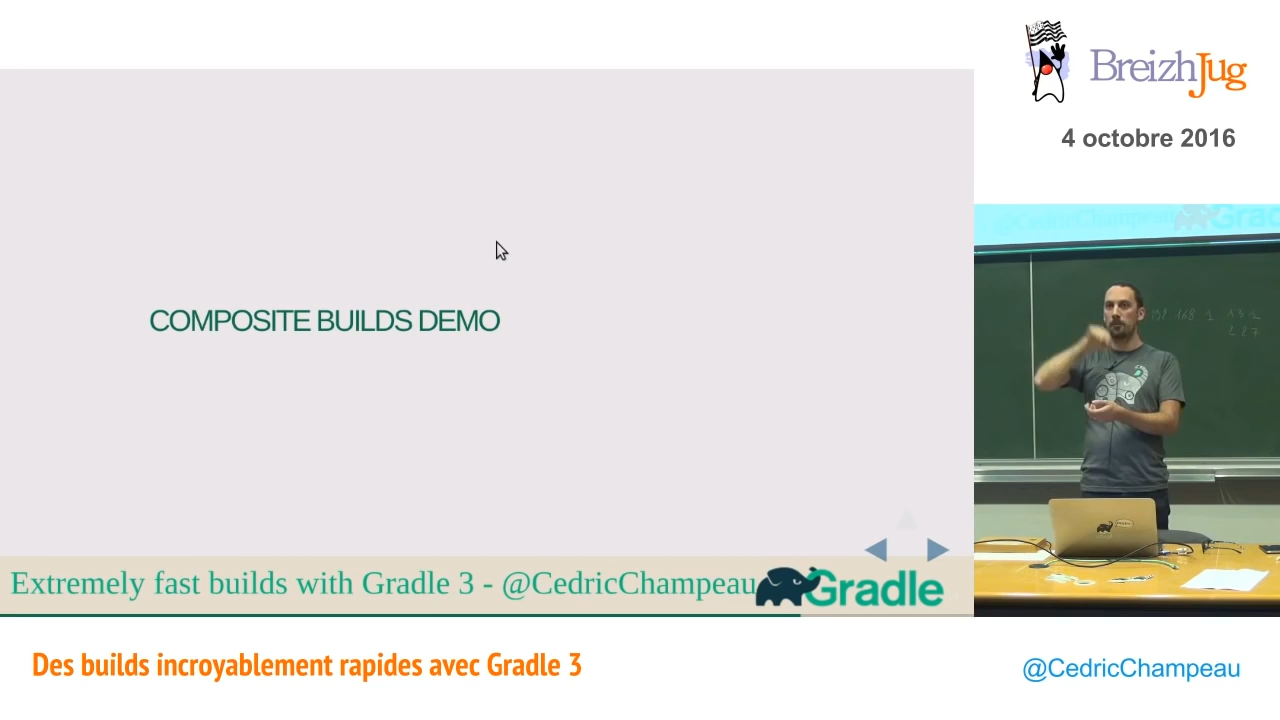 BreizhJug
4 octobre 2016
COMPOSITE BUILDS DEMO
Extremely fast builds with Gradle 3 - @CedricChampeau
Gradle
Des builds incroyablement rapides avec Gradle 3
@CedricChampeau